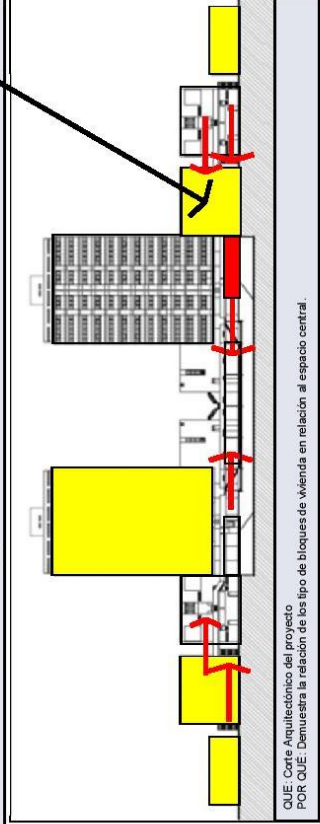 QUE: Corte Arquitectónico del proyecto
POR QUÉ: Demuestra la relación de los tipo de bloques de vivienda en relación al espacio central.